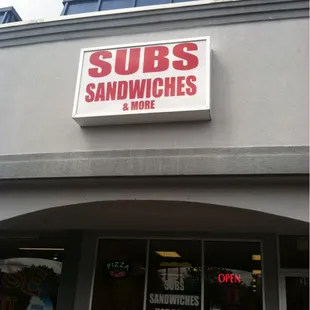 SUBS
SANDWICHES
& MORE
PIZZA
OPEN
SUBS
SANDWICHES